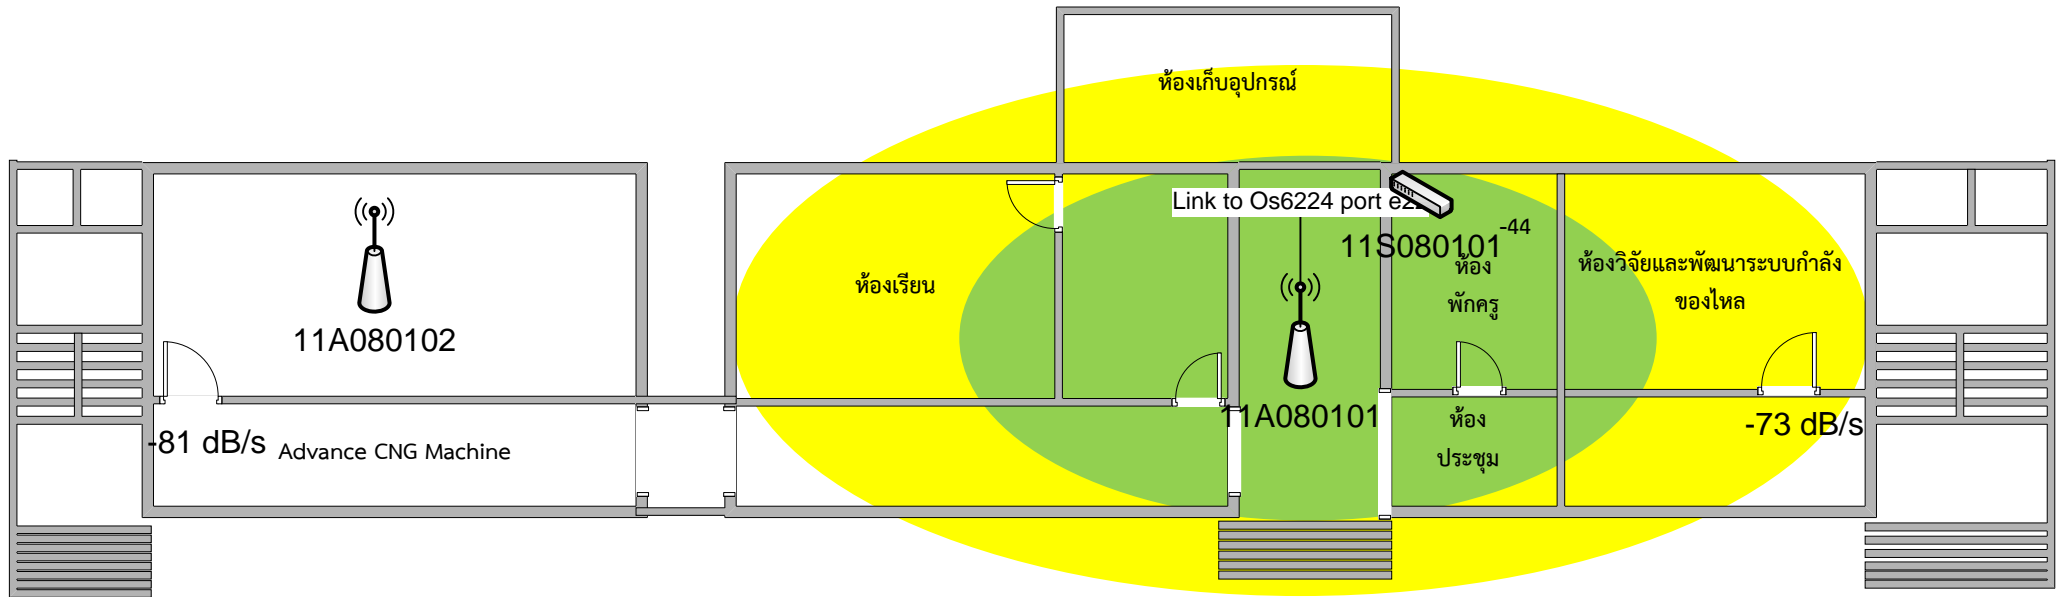 ห้องเก็บอุปกรณ์
Link to Os6224 port e22
-44
11S080101
ห้อง
พักครู
ห้องวิจัยและพัฒนาระบบกำลัง
ของไหล
ห้องเรียน
11A080102
11A080101
ห้อง
ประชุม
-73 dB/s
-81 dB/s
Advance CNG Machine